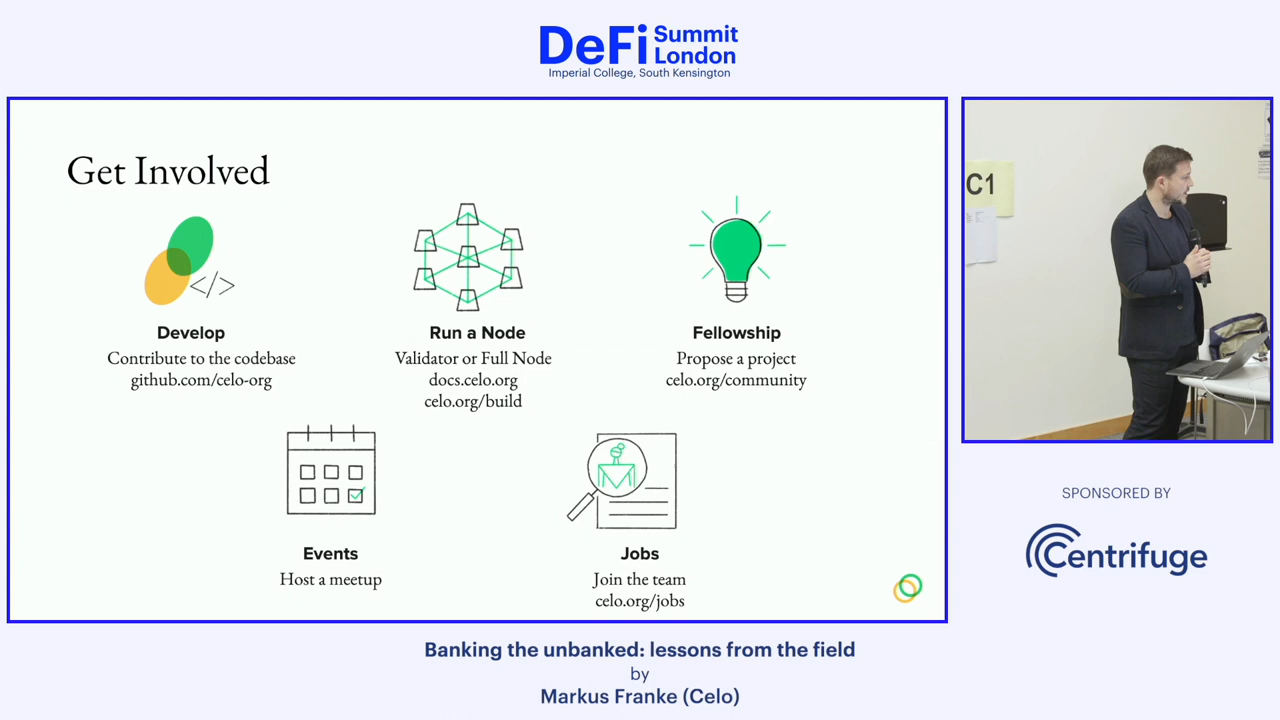 DeFi Summit London
Imperial College, South Kensington
Get Involved
</>
Develop
Contribute to the codebase
github.com/celo-org
Run a Node
Validator or Full Node
docs.celo.org
celo.org/build
Fellowship
Propose a project
celo.org/community
Events
Host a meetup
Jobs
Join the team
celo.org/jobs
C1
SPONSORED BY
Centrifuge
Banking the unbanked: lessons from the field
by
Markus Franke (Celo)